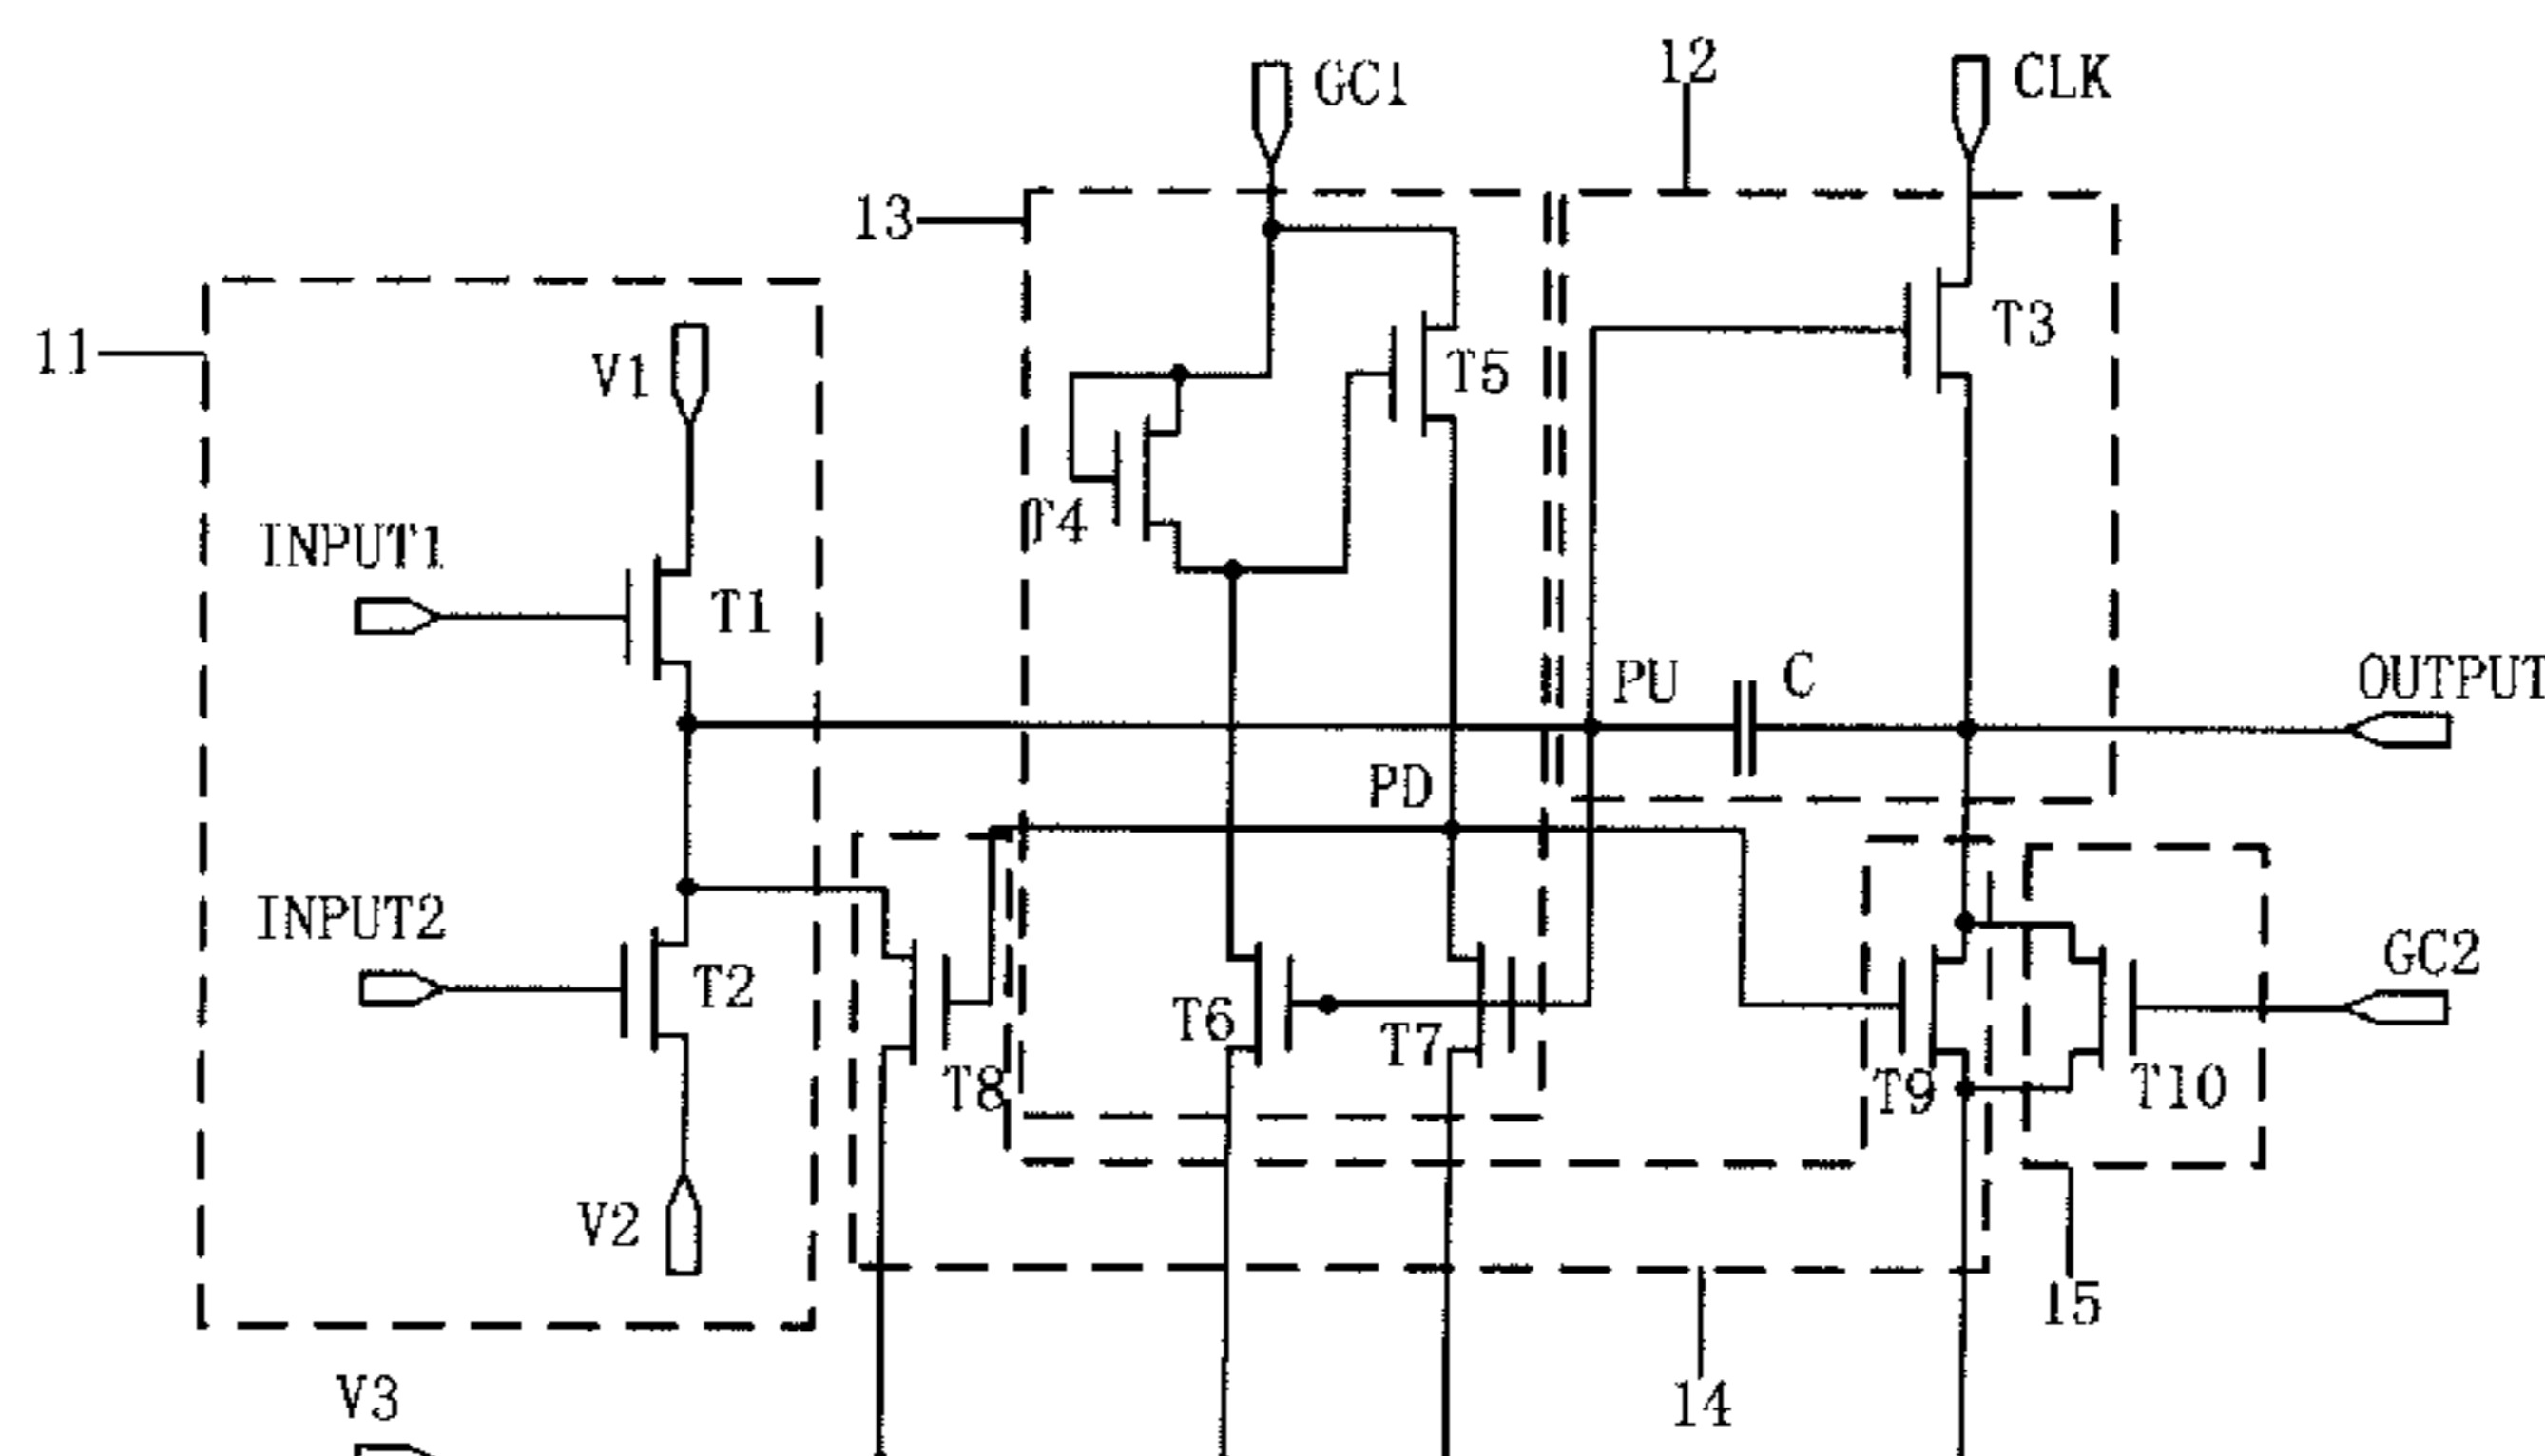 12
GC1
CLK
13
11
V1
T5
T3
T4
INPUT1
T1
PU
C
OUTPUT
PD
INPUT2
T2
GC2
T6
T7
T8
T9
T10
V2
15
V3
14